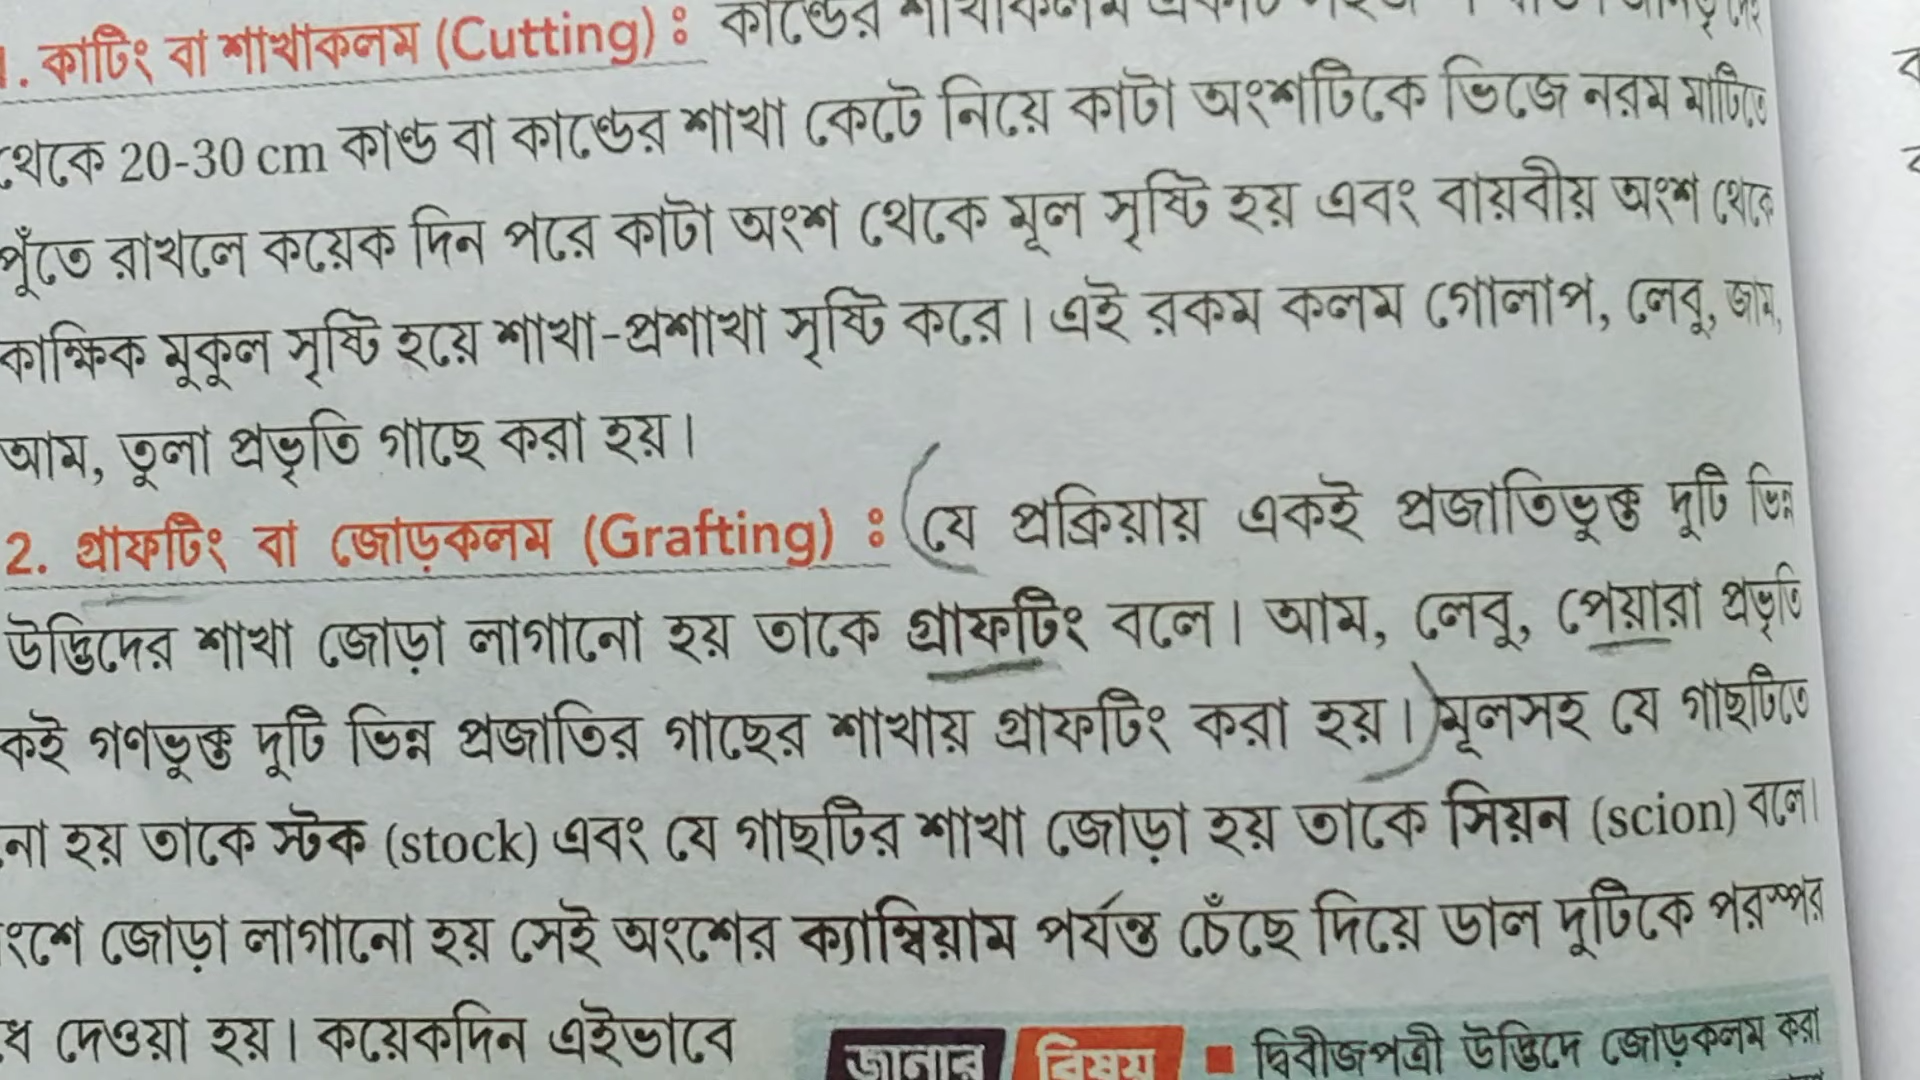 1. কাটিং বা শাখাকলম (Cutting) : কাণ্ডের শাখাকলম একটি
থেকে 20-30 cm কাণ্ড বা কাণ্ডের শাখা কেটে নিয়ে কাটা অংশটিকে ভিজে নরম মাটিতে
পুঁতে রাখলে কয়েক দিন পরে কাটা অংশ থেকে মূল সৃষ্টি হয় এবং বায়বীয় অংশ থেকে
কাক্ষিক মুকুল সৃষ্টি হয়ে শাখা-প্রশাখা সৃষ্টি করে। এই রকম কলম গোলাপ, লেবু, জাম,
আম, তুলা প্রভৃতি গাছে করা হয়।
2. গ্রাফটিং বা জোড়কলম (Grafting) : যে প্রক্রিয়ায় একই প্রজাতিভুক্ত দুটি ভিন্ন
উদ্ভিদের শাখা জোড়া লাগানো হয় তাকে গ্রাফটিং বলে। আম, লেবু, পেয়ারা প্রভৃতি
কই গণভুক্ত দুটি ভিন্ন প্রজাতির গাছের শাখায় গ্রাফটিং করা হয়। মূলসহ যে গাছটিতে
নো হয় তাকে স্টক (stock) এবং যে গাছটির শাখা জোড়া হয় তাকে সিয়ন (scion) বলে।
ংশে জোড়া লাগানো হয় সেই অংশের ক্যাম্বিয়াম পর্যন্ত চেঁছে দিয়ে ডাল দুটিকে পরস্পর
ধে দেওয়া হয়। কয়েকদিন এইভাবে
জানার বিষয় ■ দ্বিবীজপত্রী উদ্ভিদে জোড়কলম করা